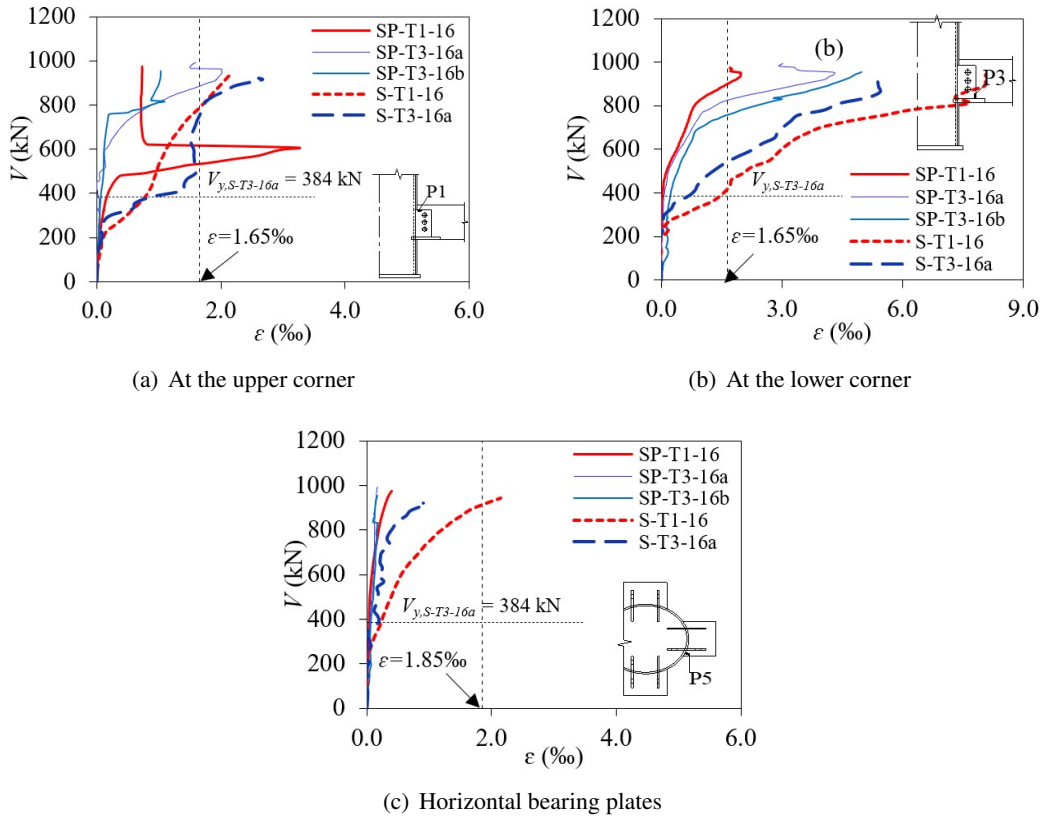 1200
1000
800
600
400
200
0
V (kN)
0.0
2.0
4.0
6.0
ε (‰)
SP-T1-16
SP-T3-16a
SP-T3-16b
S-T1-16
S-T3-16a
V_{y,S-T3-16a} = 384 kN
ε=1.65‰
P1
(a) At the upper corner
1200
1000
800
600
400
200
0
V (kN)
0.0
3.0
6.0
9.0
ε (‰)
(b)
P3
SP-T1-16
SP-T3-16a
SP-T3-16b
S-T1-16
S-T3-16a
V_{y,S-T3-16a}
ε=1.65‰
(b) At the lower corner
1200
1000
800
600
400
200
0
V (kN)
0.0
2.0
4.0
6.0
ε (‰)
SP-T1-16
SP-T3-16a
SP-T3-16b
S-T1-16
S-T3-16a
V_{y,S-T3-16a} = 384 kN
ε=1.85‰
P5
(c) Horizontal bearing plates